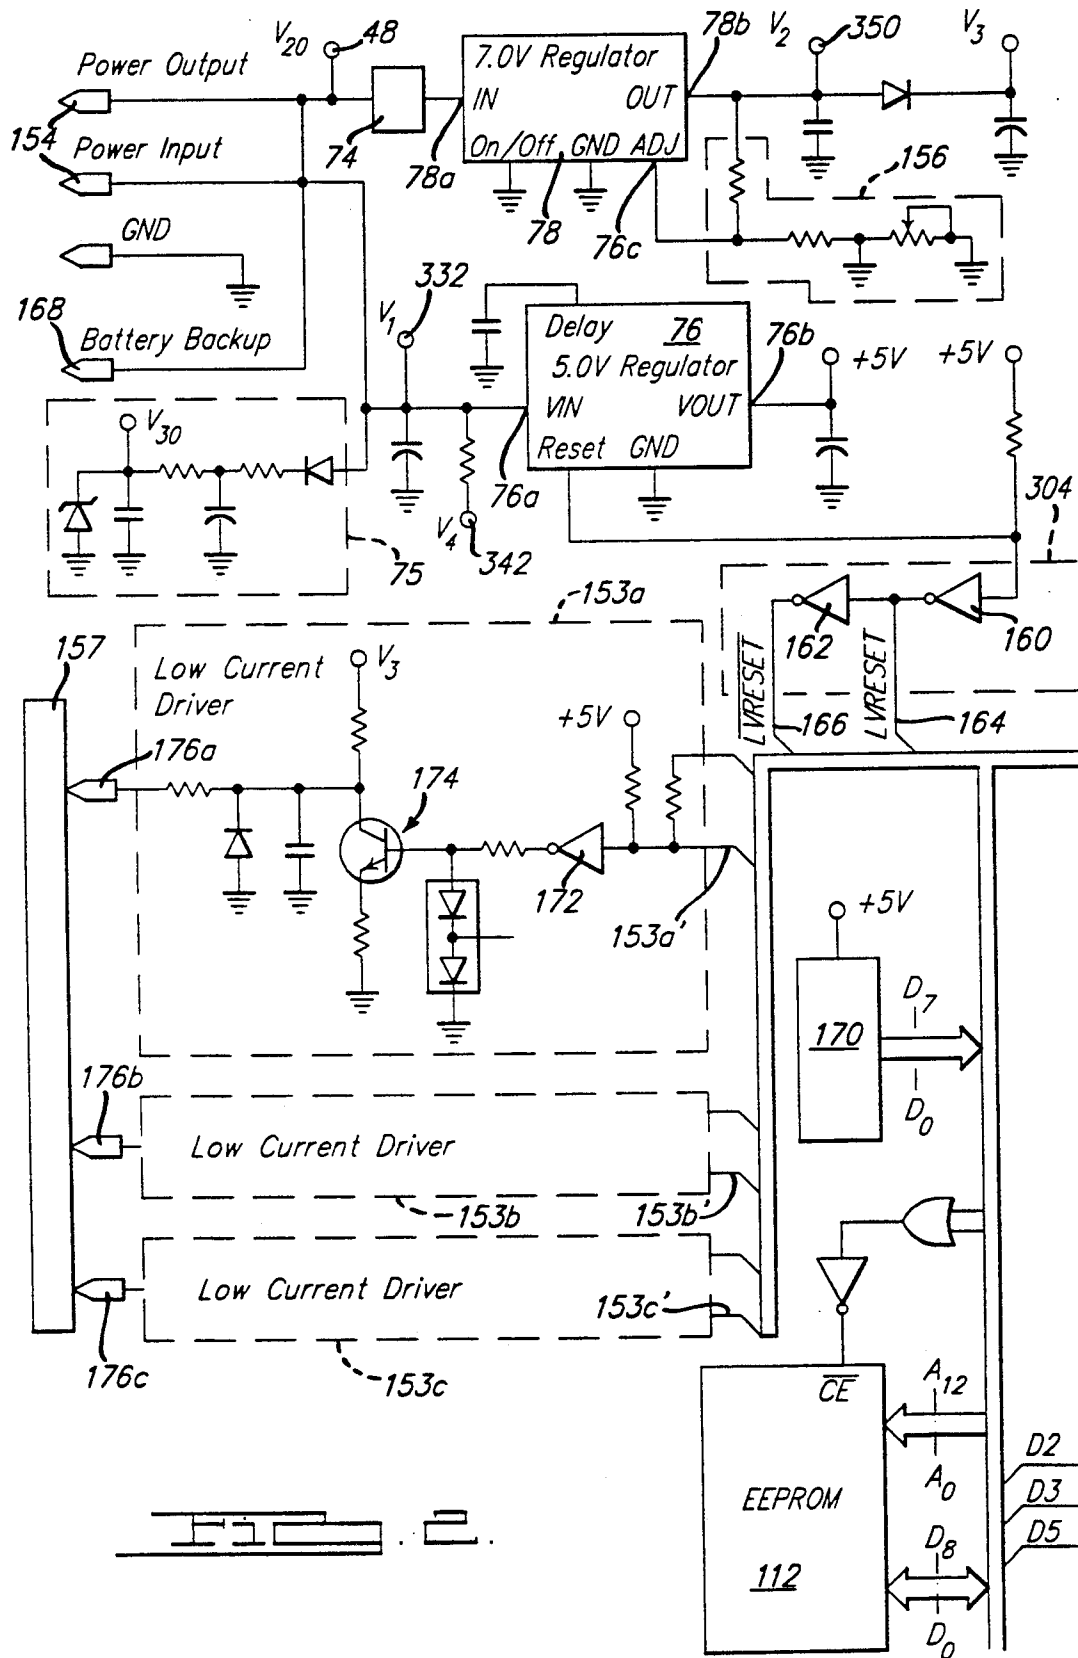 V20 48 78b V2 350 V3
Power Output 7.0V Regulator
IN OUT
154 Power Input 74 On/Off GND ADJ
78a 156
GND 78 76c
168 332
V1 Delay 76 76b
Battery Backup 5.0V Regulator +5V +5V
VIN VOUT
V30 Reset GND
76a 304
V4
75 342
153a 162 160
157 Low Current V3
Driver LVRESET LVRESET
+5V 166 164
176a
174
172 153a'
+5V
D7
170
176b D0
Low Current Driver
153b 153b'
Low Current Driver
153c'
176c 153c
CE A12
D2
A0
EEPROM D3
D5
D8
112
D0